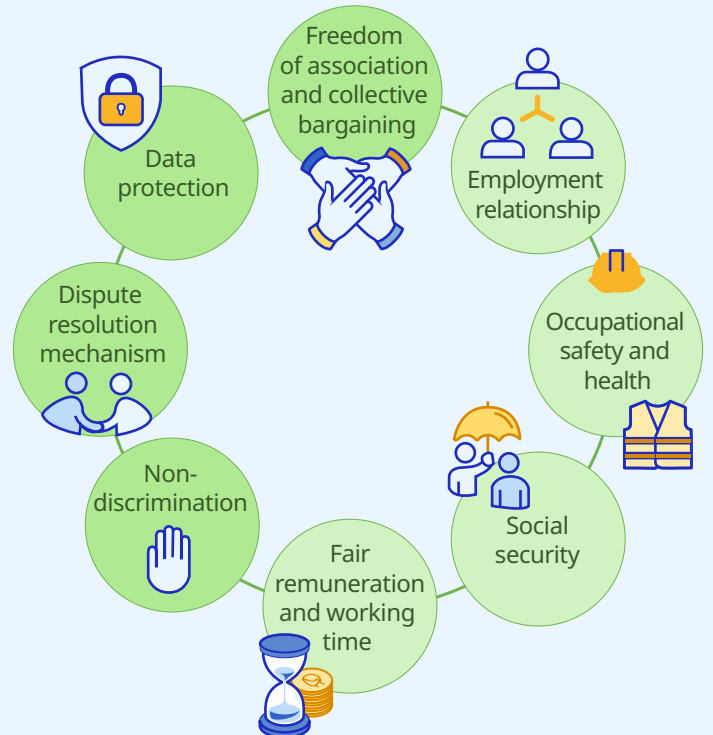 Freedom
of association
and collective
bargaining
Employment
relationship
Occupational
safety and
health
Social
security
Fair
remuneration
and working
time
Non-
discrimination
Dispute
resolution
mechanism
Data
protection